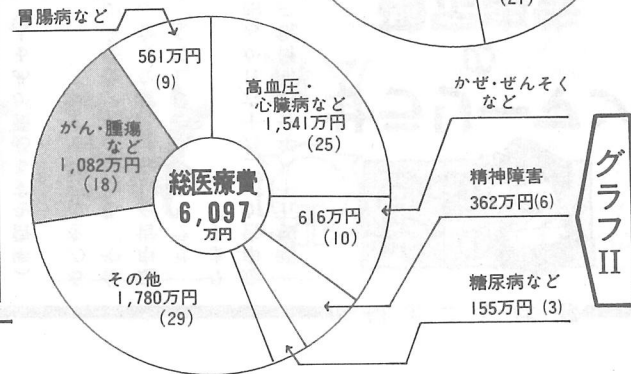 (21)
胃腸病など
561万円
(9)
高血圧・
心臓病など
1,541万円
(25)
かぜ・ぜんそく
など
616万円
(10)
がん・腫瘍
など
1,082万円
(18)
総医療費
6,097
万円
精神障害
362万円(6)
糖尿病など
155万円(3)
その他
1,780万円
(29)
グラフII